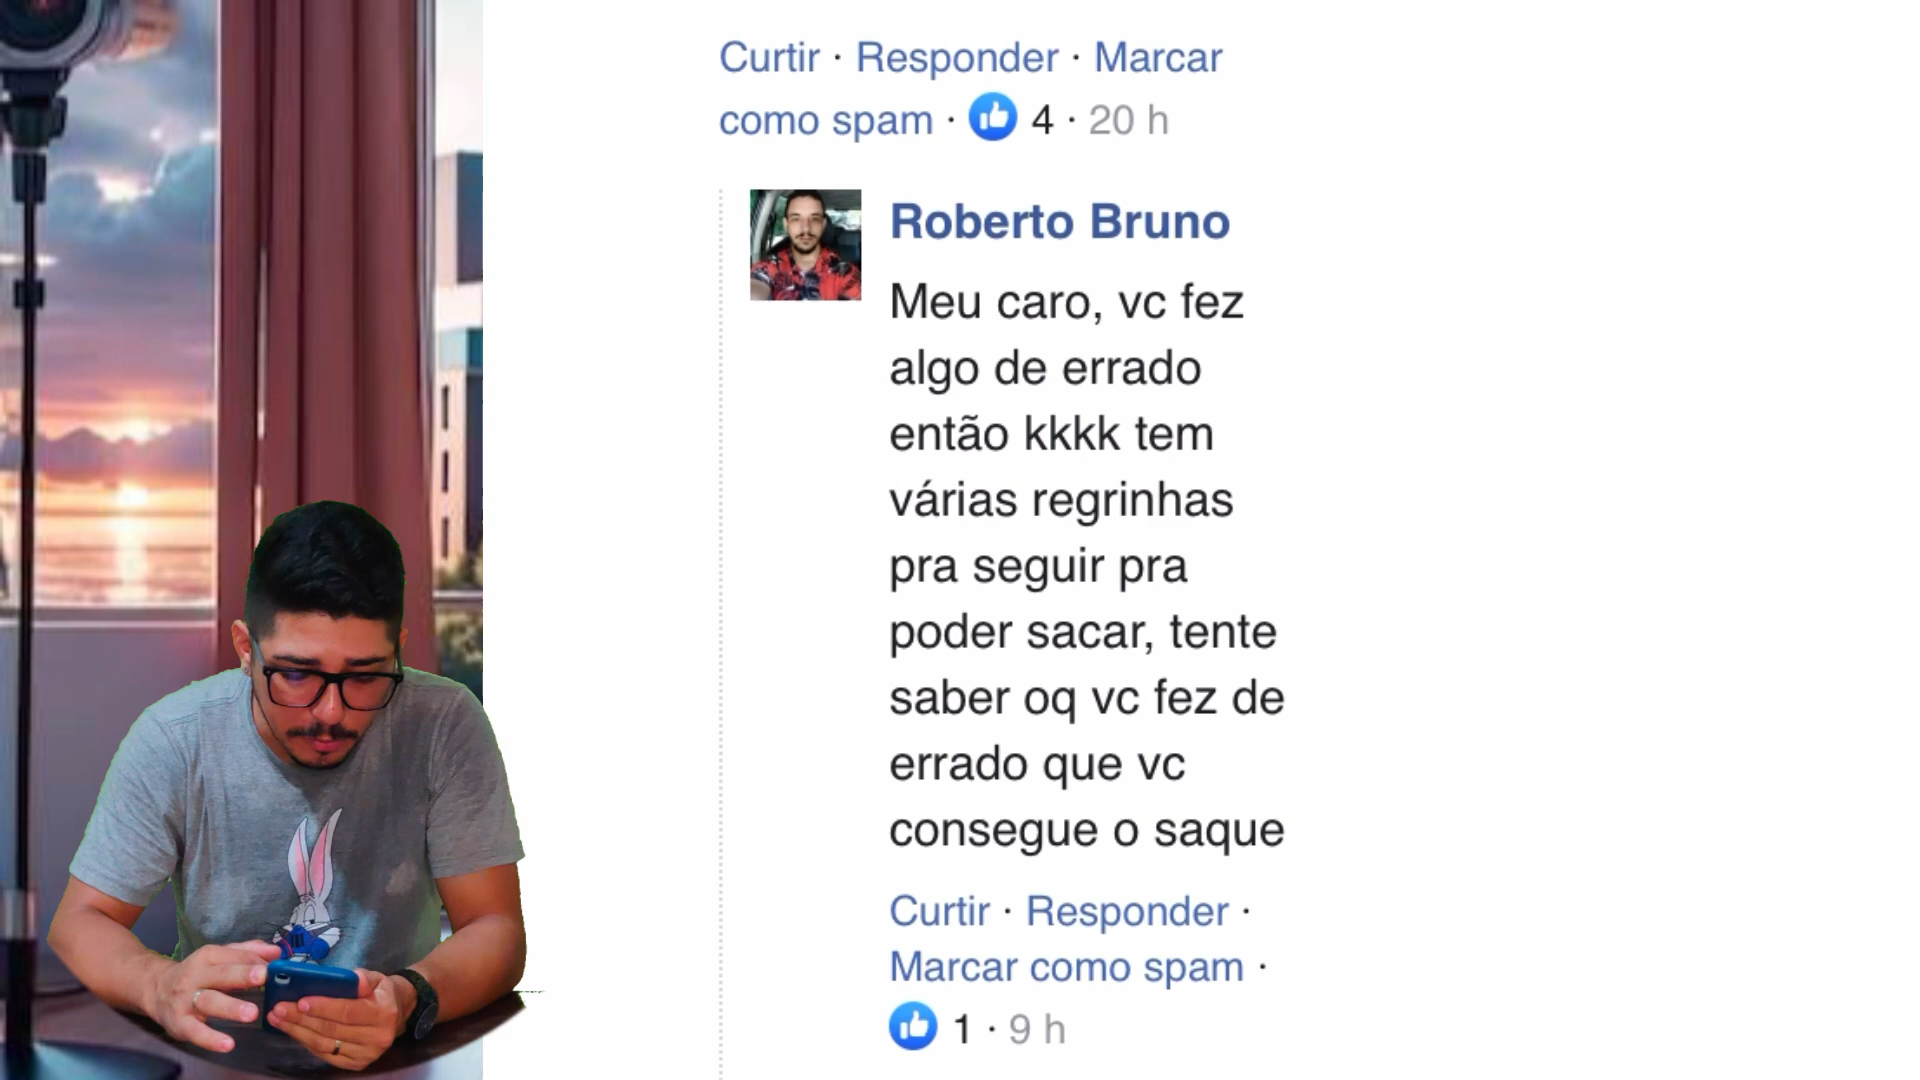 Curtir · Responder · Marcar
como spam · 4 · 20 h
Roberto Bruno
Meu caro, vc fez
algo de errado
então kkkk tem
várias regrinhas
pra seguir pra
poder sacar, tente
saber oq vc fez de
errado que vc
consegue o saque
Curtir · Responder ·
Marcar como spam ·
1 · 9 h